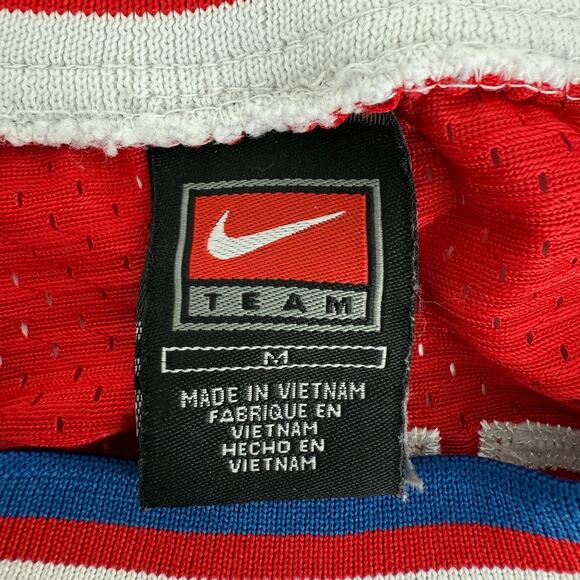 TEAM
M
MADE IN VIETNAM
FABRIQUE EN
VIETNAM
HECHO EN
VIETNAM